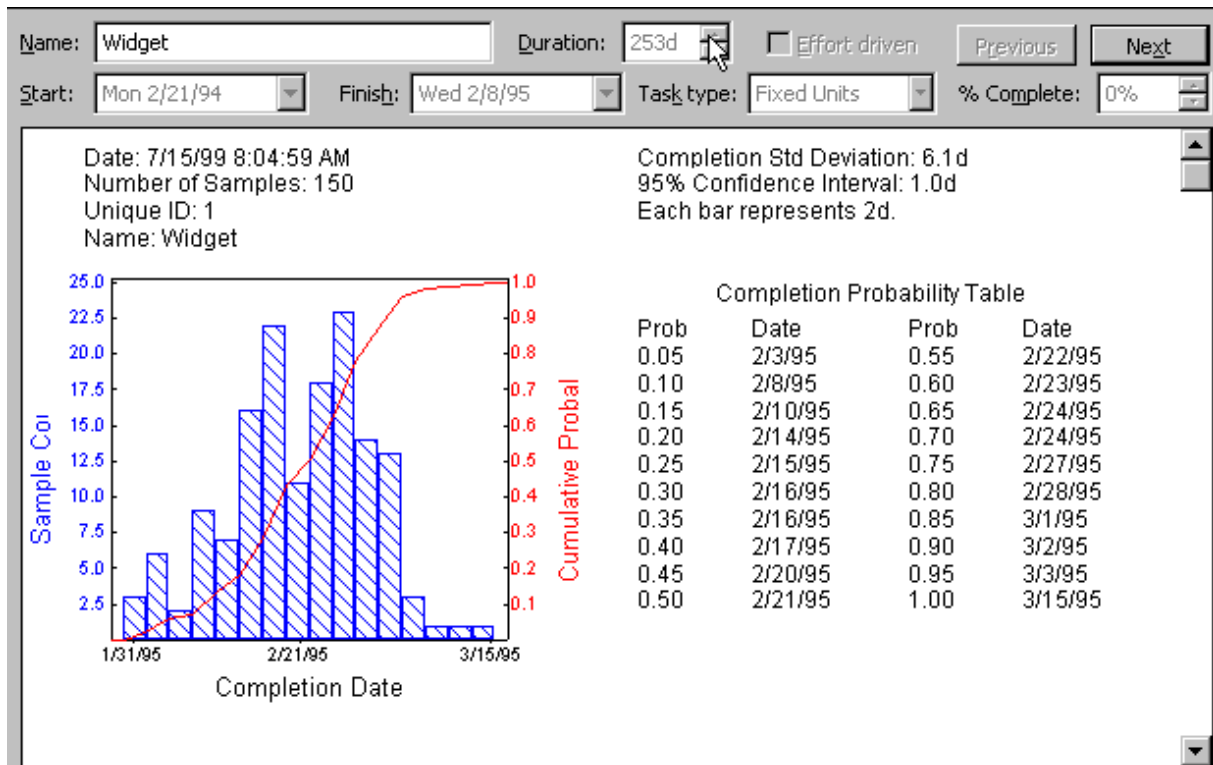 Name: Widget Duration: 253d Effort driven Previous Next
Start: Mon 2/21/94 Finish: Wed 2/8/95 Task type: Fixed Units % Complete: 0%
Date: 7/15/99 8:04:59 AM
Number of Samples: 150
Unique ID: 1
Name: Widget
Completion Std Deviation: 6.1d
95% Confidence Interval: 1.0d
Each bar represents 2d.
25.0
22.5
20.0
17.5
15.0
12.5
10.0
7.5
5.0
2.5
Sample Cou
1.0
0.9
0.8
0.7
0.6
0.5
0.4
0.3
0.2
0.1
Cumulative Probal
1/31/95 2/21/95 3/15/95
Completion Date
Completion Probability Table
Prob Date Prob Date
0.05 2/3/95 0.55 2/22/95
0.10 2/8/95 0.60 2/23/95
0.15 2/10/95 0.65 2/24/95
0.20 2/14/95 0.70 2/24/95
0.25 2/15/95 0.75 2/27/95
0.30 2/16/95 0.80 2/28/95
0.35 2/16/95 0.85 3/1/95
0.40 2/17/95 0.90 3/2/95
0.45 2/20/95 0.95 3/3/95
0.50 2/21/95 1.00 3/15/95